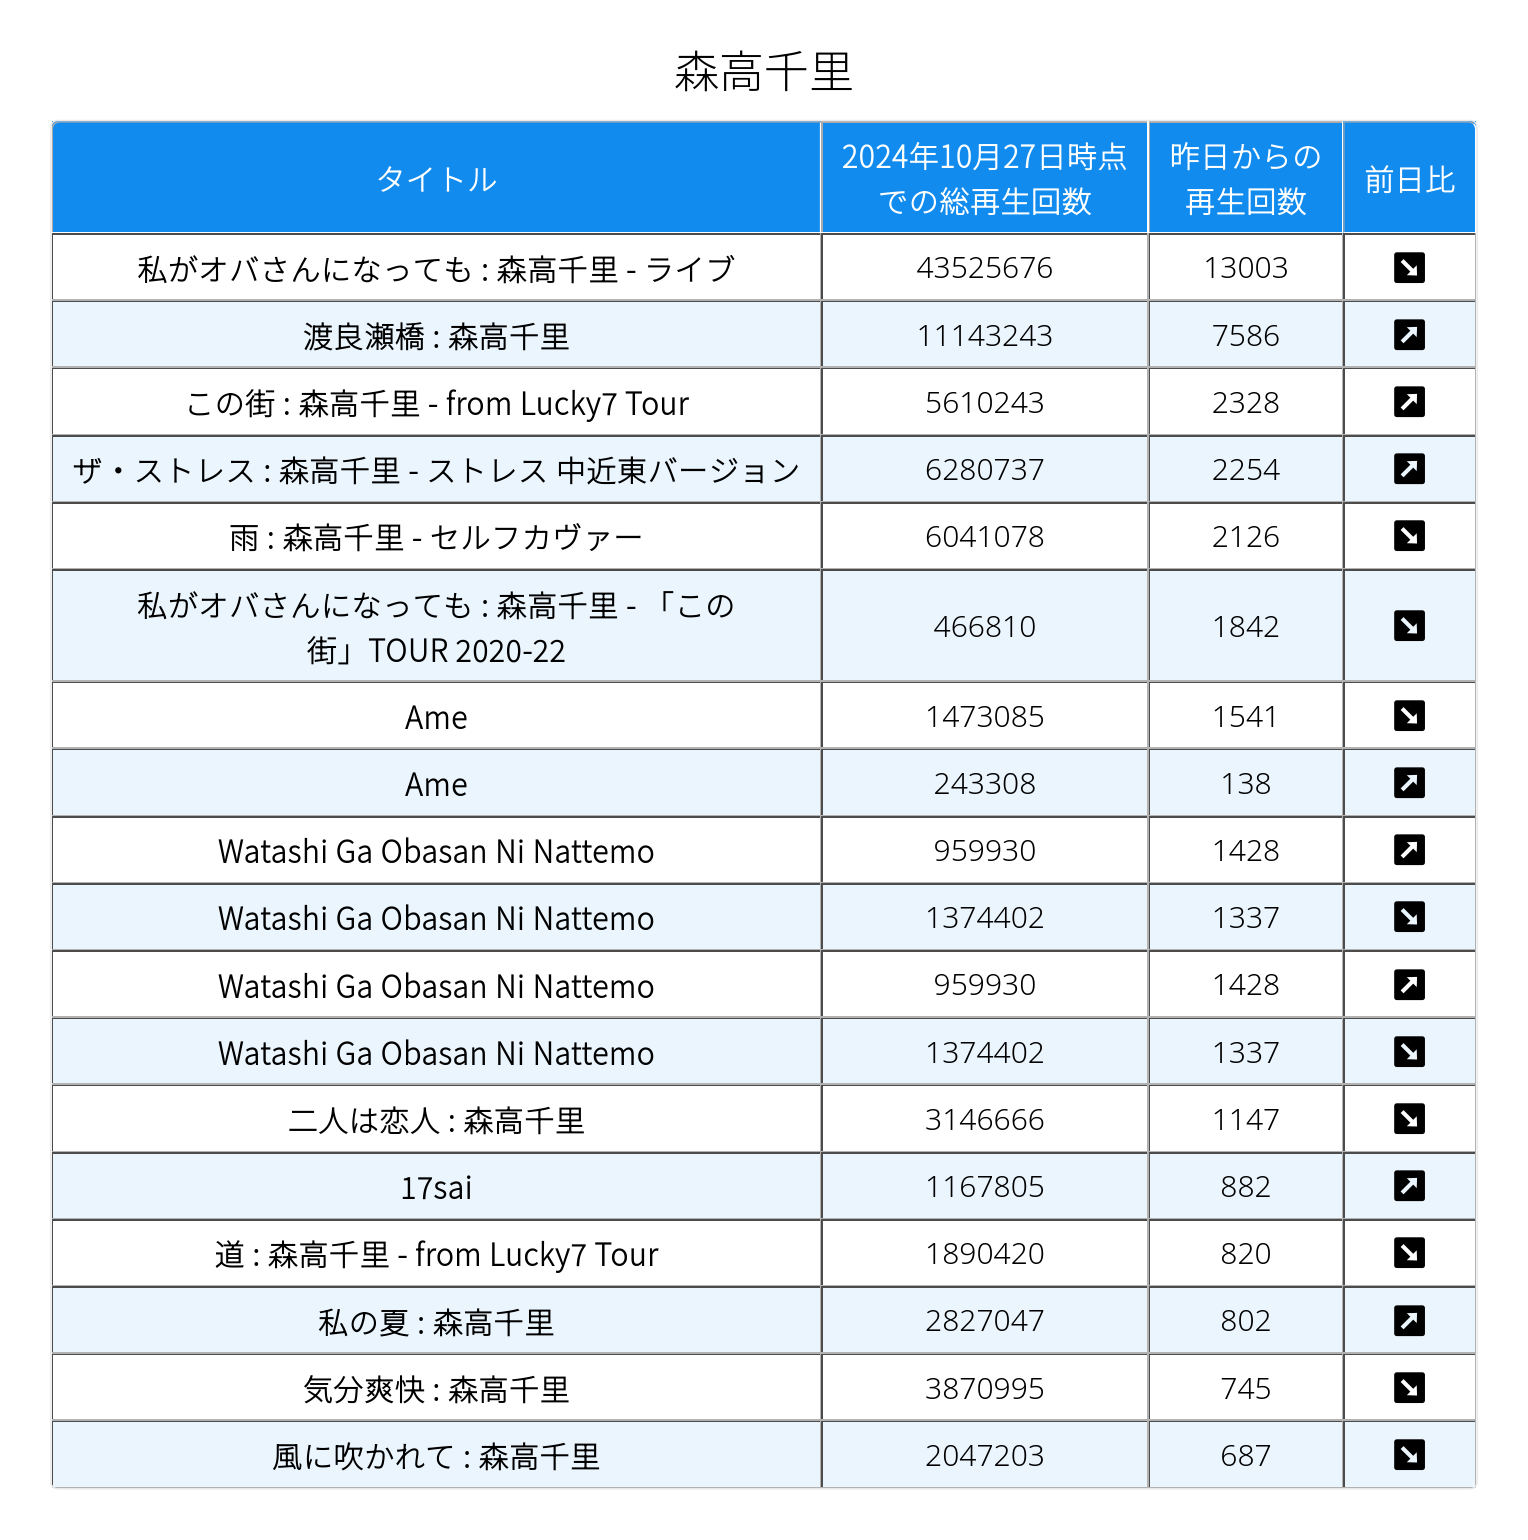 森高千里
タイトル 2024年10月27日時点での総再生回数 昨日からの再生回数 前日比
私がオバさんになっても : 森高千里 - ライブ 43525676 13003 ↘
渡良瀬橋 : 森高千里 11143243 7586 ↗
この街 : 森高千里 - from Lucky7 Tour 5610243 2328 ↗
ザ・ストレス : 森高千里 - ストレス 中近東バージョン 6280737 2254 ↗
雨 : 森高千里 - セルフカヴァー 6041078 2126 ↘
私がオバさんになっても : 森高千里 - 「この
街」TOUR 2020-22 466810 1842 ↘
Ame 1473085 1541 ↘
Ame 243308 138 ↗
Watashi Ga Obasan Ni Nattemo 959930 1428 ↗
Watashi Ga Obasan Ni Nattemo 1374402 1337 ↘
Watashi Ga Obasan Ni Nattemo 959930 1428 ↗
Watashi Ga Obasan Ni Nattemo 1374402 1337 ↘
二人は恋人 : 森高千里 3146666 1147 ↘
17sai 1167805 882 ↗
道 : 森高千里 - from Lucky7 Tour 1890420 820 ↘
私の夏 : 森高千里 2827047 802 ↗
気分爽快 : 森高千里 3870995 745 ↘
風に吹かれて : 森高千里 2047203 687 ↘